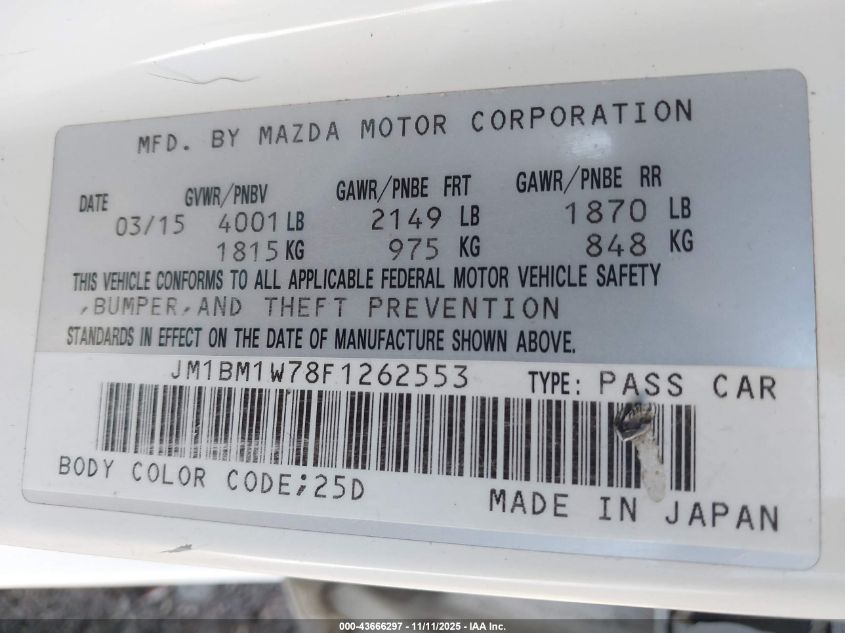 MFD. BY MAZDA MOTOR CORPORATION
DATE GVWR/PNBV GAWR/PNBE FRT GAWR/PNBE RR
03/15 4001 LB 2149 LB 1870 LB
1815 KG 975 KG 848 KG
THIS VEHICLE CONFORMS TO ALL APPLICABLE FEDERAL MOTOR VEHICLE SAFETY
,BUMPER,AND THEFT PREVENTION
STANDARDS IN EFFECT ON THE DATE OF MANUFACTURE SHOWN ABOVE.
JM1BM1W78F1262553 TYPE: PASS CAR
BODY COLOR CODE;25D
MADE IN JAPAN
000-43666297 - 11/11/2025 - IAA Inc.